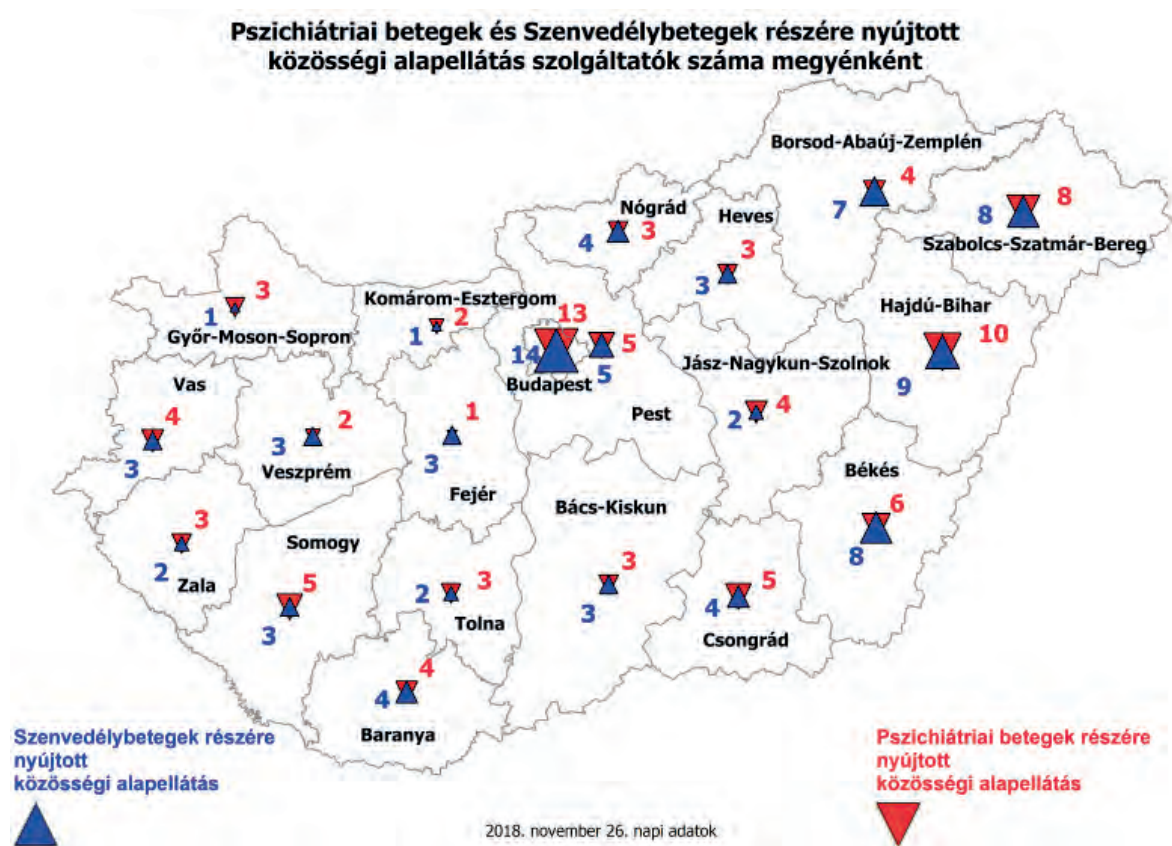 Pszichiátriai betegek és Szenvedélybetegek részére nyújtott
közösségi alapellátás szolgáltatók száma megyénként
Borsod-Abaúj-Zemplén
4
7
8
8
Szabolcs-Szatmár-Bereg
Nógrád
3
4
Heves
3
3
Hajdú-Bihar
10
9
3
1
Győr-Moson-Sopron
Komárom-Esztergom
2
1
13
14
Budapest
5
5
Pest
Jász-Nagykun-Szolnok
4
2
Vas
4
3
2
3
Veszprém
1
3
Fejér
Békés
6
8
Bács-Kiskun
3
3
3
2
Zala
Somogy
5
3
3
2
Tolna
5
4
Csongrád
4
4
Baranya
Szenvedélybetegek részére
nyújtott
közösségi alapellátás
Pszichiátriai betegek részére
nyújtott
közösségi alapellátás
2018. november 26. napi adatok